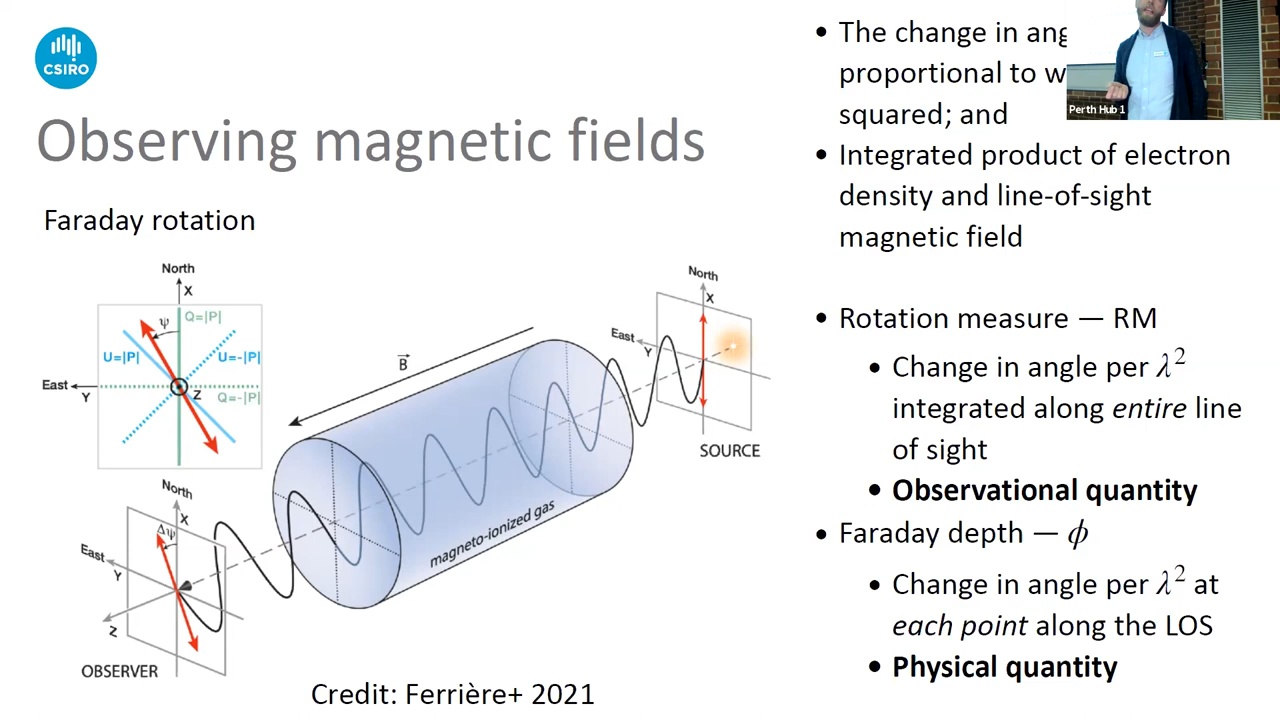 CSIRO
Observing magnetic fields
Faraday rotation
North
X
ψ
Q=|P|
U=|P|
U=-|P|
East
Y
Z
Q=-|P|
B
North
X
East
Y
SOURCE
magneto-ionized gas
North
X
Δψ
East
Y
Z
OBSERVER
Credit: Ferrière+ 2021
• The change in
proportional to
squared; and
• Integrated product of electron
density and line-of-sight
magnetic field
• Rotation measure — RM
• Change in angle per λ²
integrated along entire line
of sight
• Observational quantity
• Faraday depth — ϕ
• Change in angle per λ² at
each point along the LOS
• Physical quantity
Perth Hub 1